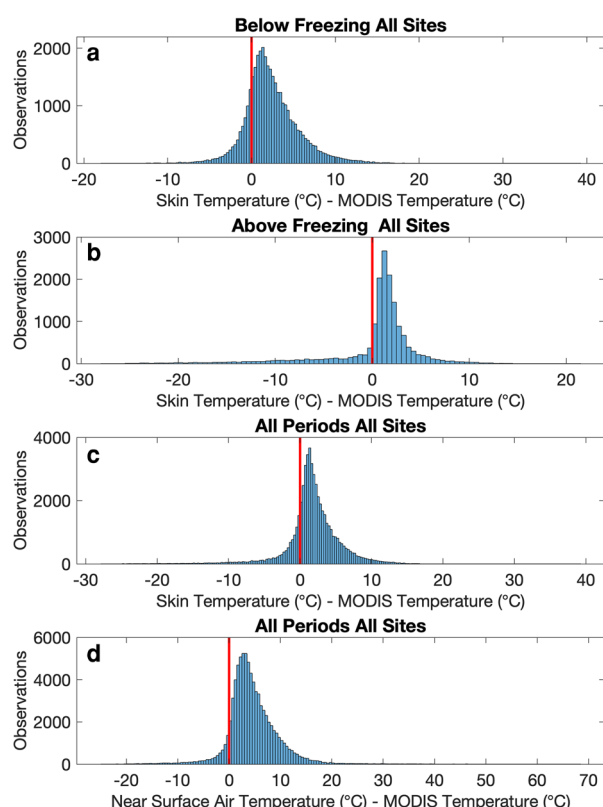 Below Freezing All Sites
a
2000
1000
0
Observations
-20 -10 0 10 20 30 40
Skin Temperature (°C) - MODIS Temperature (°C)
Above Freezing All Sites
b
3000
2000
1000
0
Observations
-30 -20 -10 0 10 20
Skin Temperature (°C) - MODIS Temperature (°C)
All Periods All Sites
c
4000
2000
0
Observations
-30 -20 -10 0 10 20 30 40
Skin Temperature (°C) - MODIS Temperature (°C)
All Periods All Sites
d
6000
4000
2000
0
Observations
-20 -10 0 10 20 30 40 50 60 70
Near Surface Air Temperature (°C) - MODIS Temperature (°C)